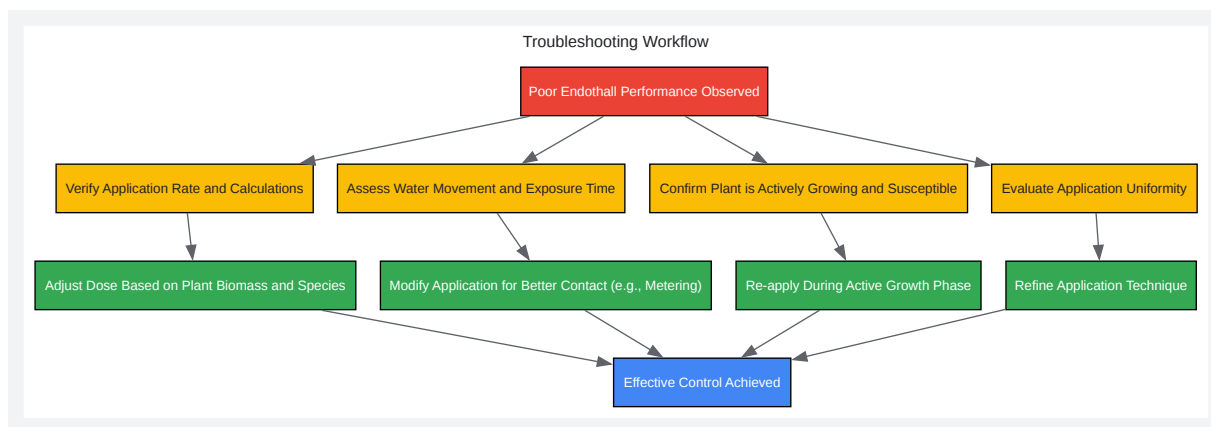 Troubleshooting Workflow
Poor Endothall Performance Observed
Verify Application Rate and Calculations
Assess Water Movement and Exposure Time
Confirm Plant is Actively Growing and Susceptible
Evaluate Application Uniformity
Adjust Dose Based on Plant Biomass and Species
Modify Application for Better Contact (e.g., Metering)
Re-apply During Active Growth Phase
Refine Application Technique
Effective Control Achieved